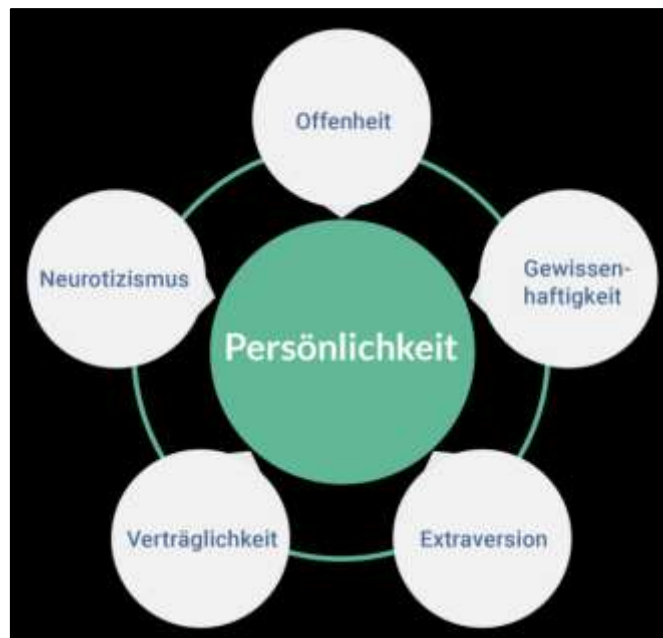 Offenheit
Neurotizismus
Gewissen-
haftigkeit
Persönlichkeit
Verträglichkeit
Extraversion